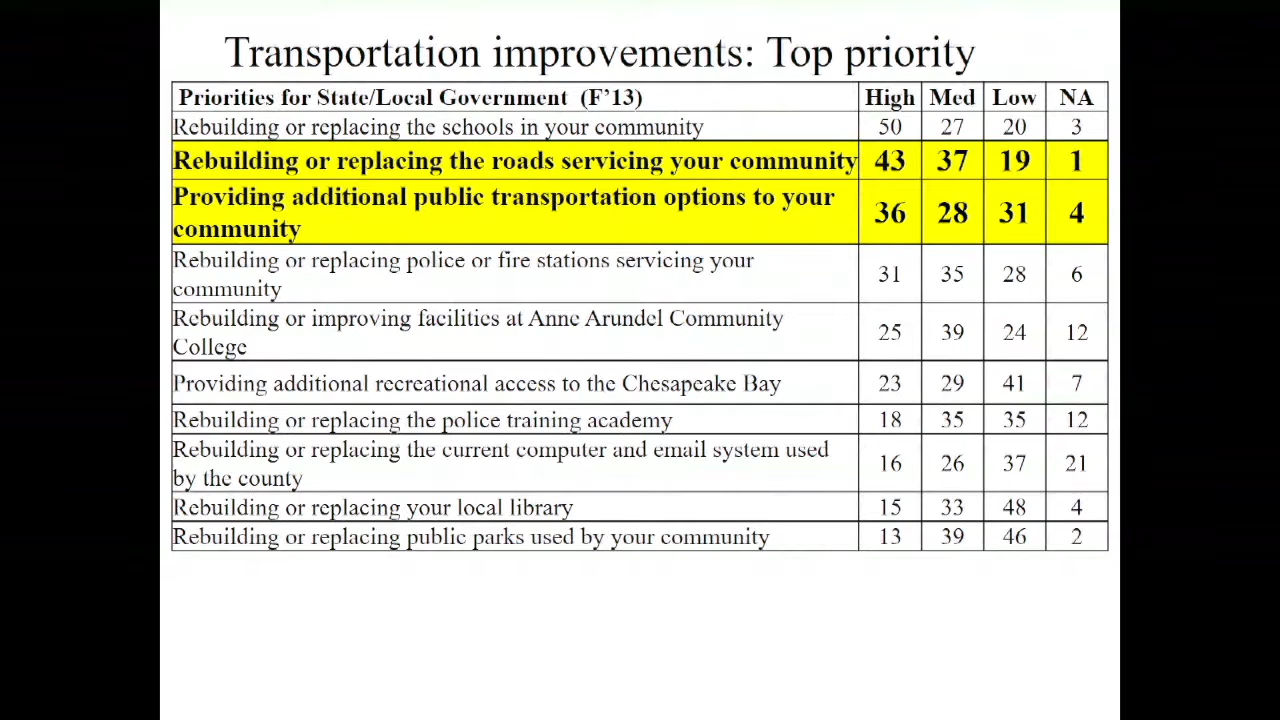 Transportation improvements: Top priority
Priorities for State/Local Government (F'13) High Med Low NA
Rebuilding or replacing the schools in your community 50 27 20 3
Rebuilding or replacing the roads servicing your community 43 37 19 1
Providing additional public transportation options to your
community 36 28 31 4
Rebuilding or replacing police or fire stations servicing your
community 31 35 28 6
Rebuilding or improving facilities at Anne Arundel Community
College 25 39 24 12
Providing additional recreational access to the Chesapeake Bay 23 29 41 7
Rebuilding or replacing the police training academy 18 35 35 12
Rebuilding or replacing the current computer and email system used
by the county 16 26 37 21
Rebuilding or replacing your local library 15 33 48 4
Rebuilding or replacing public parks used by your community 13 39 46 2